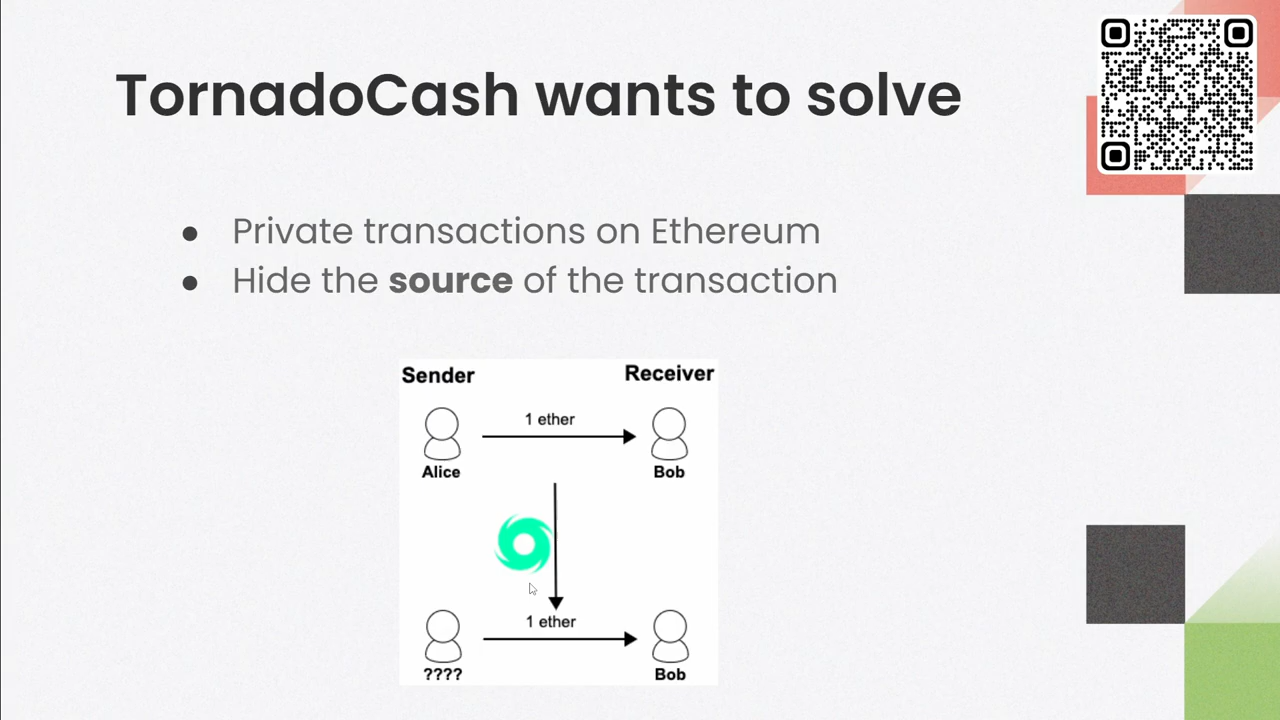 TornadoCash wants to solve
● Private transactions on Ethereum
● Hide the source of the transaction
Sender Receiver
1 ether
Alice Bob
1 ether
???? Bob